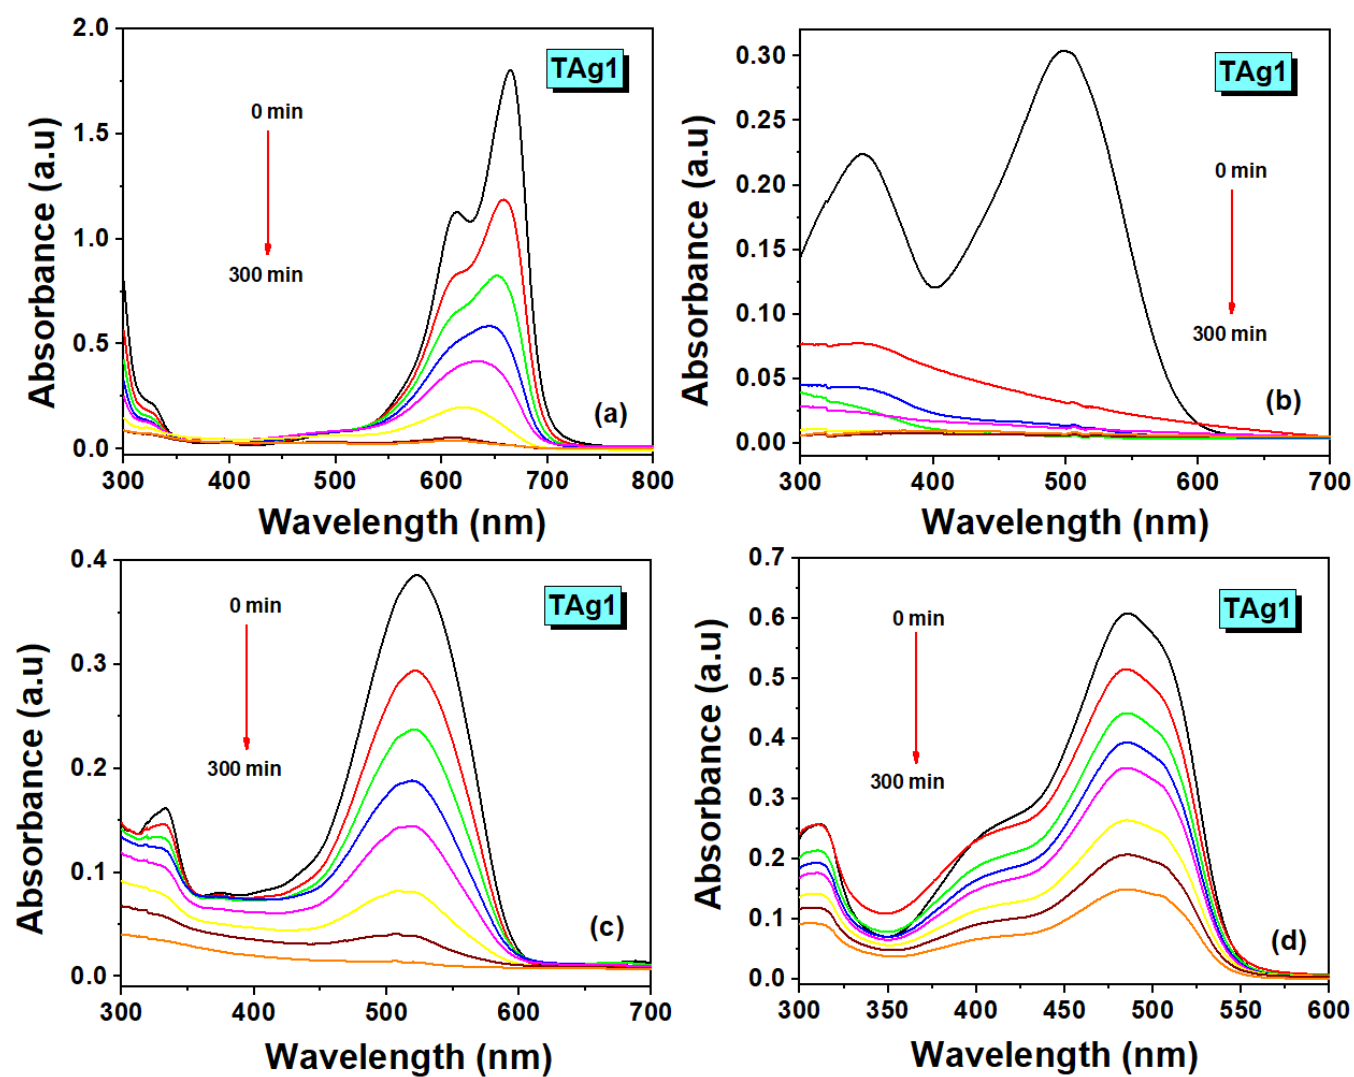 2.0
1.5
1.0
0.5
0.0
Absorbance (a.u)
TAg1
0 min
300 min
(a)
300 400 500 600 700 800
Wavelength (nm)
0.30
0.25
0.20
0.15
0.10
0.05
0.00
Absorbance (a.u)
TAg1
0 min
300 min
(b)
300 400 500 600 700
Wavelength (nm)
0.4
0.3
0.2
0.1
0.0
Absorbance (a.u)
TAg1
0 min
300 min
(c)
300 400 500 600 700
Wavelength (nm)
0.7
0.6
0.5
0.4
0.3
0.2
0.1
0.0
Absorbance (a.u)
TAg1
0 min
300 min
(d)
300 350 400 450 500 550 600
Wavelength (nm)